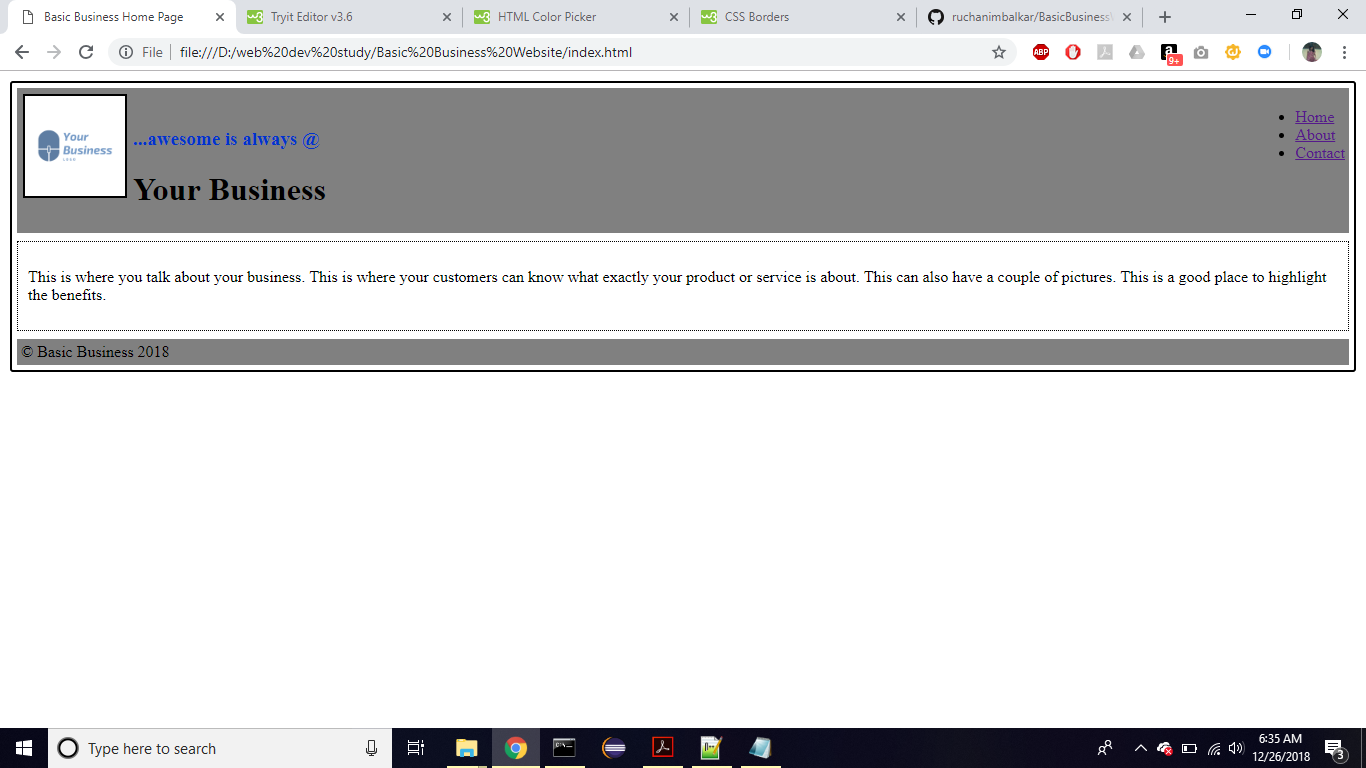 Basic Business Home Page
Tryit Editor v3.6
HTML Color Picker
CSS Borders
ruchanimbalkar/BasicBusiness
File
file:///D:/web%20dev%20study/Basic%20Business%20Website/index.html
ABP
a
9+
Your
Business
...awesome is always @
Your Business
Home
About
Contact
This is where you talk about your business. This is where your customers can know what exactly your product or service is about. This can also have a couple of pictures. This is a good place to highlight
the benefits.
© Basic Business 2018
Type here to search
6:35 AM
12/26/2018
3